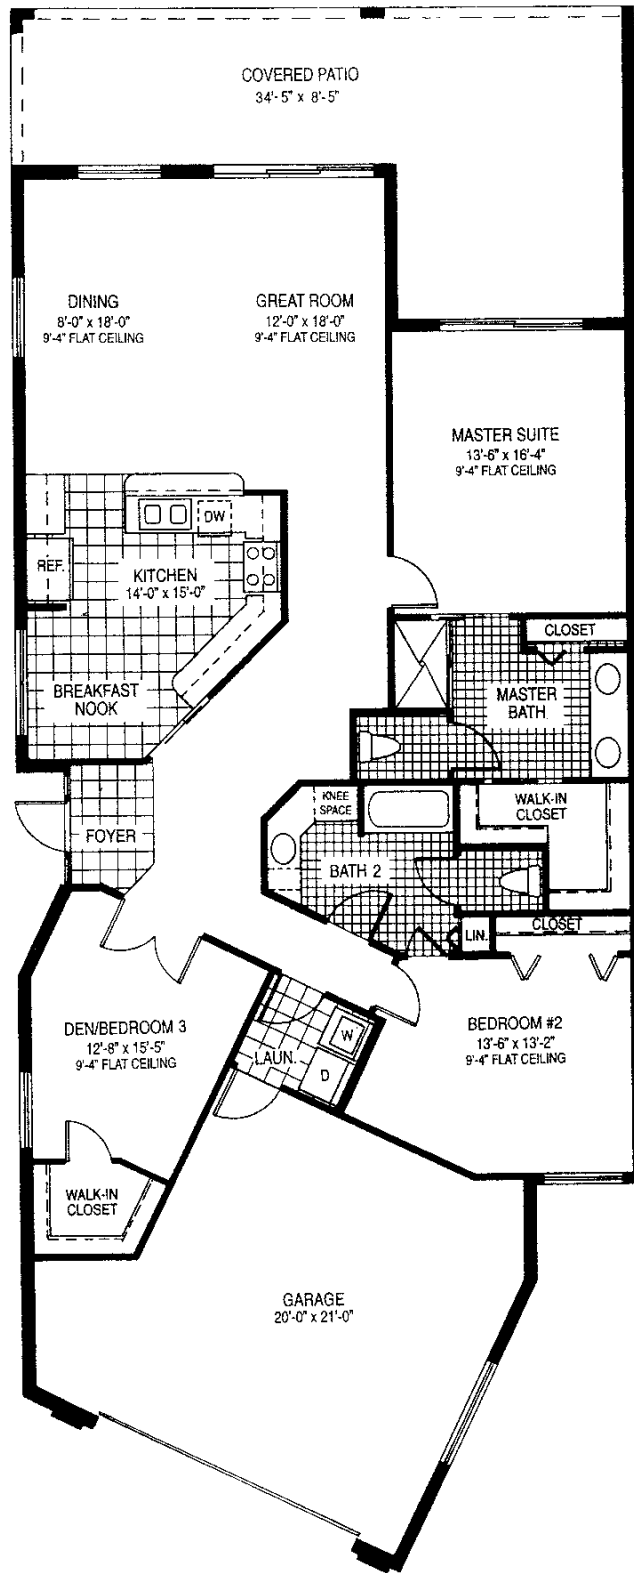 COVERED PATIO
34'-5" x 8'-5"
DINING
8'-0" x 18'-0"
9'-4" FLAT CEILING
GREAT ROOM
12'-0" x 18'-0"
9'-4" FLAT CEILING
MASTER SUITE
13'-6" x 16'-4"
9'-4" FLAT CEILING
DW
REF.
KITCHEN
14'-0" x 15'-0"
CLOSET
BREAKFAST
NOOK
MASTER
BATH
FOYER
KNEE
SPACE
WALK-IN
CLOSET
BATH 2
CLOSET
LIN.
DEN/BEDROOM 3
12'-8" x 15'-5"
9'-4" FLAT CEILING
LAUN.
W
D
BEDROOM #2
13'-6" x 13'-2"
9'-4" FLAT CEILING
WALK-IN
CLOSET
GARAGE
20'-0" x 21'-0"